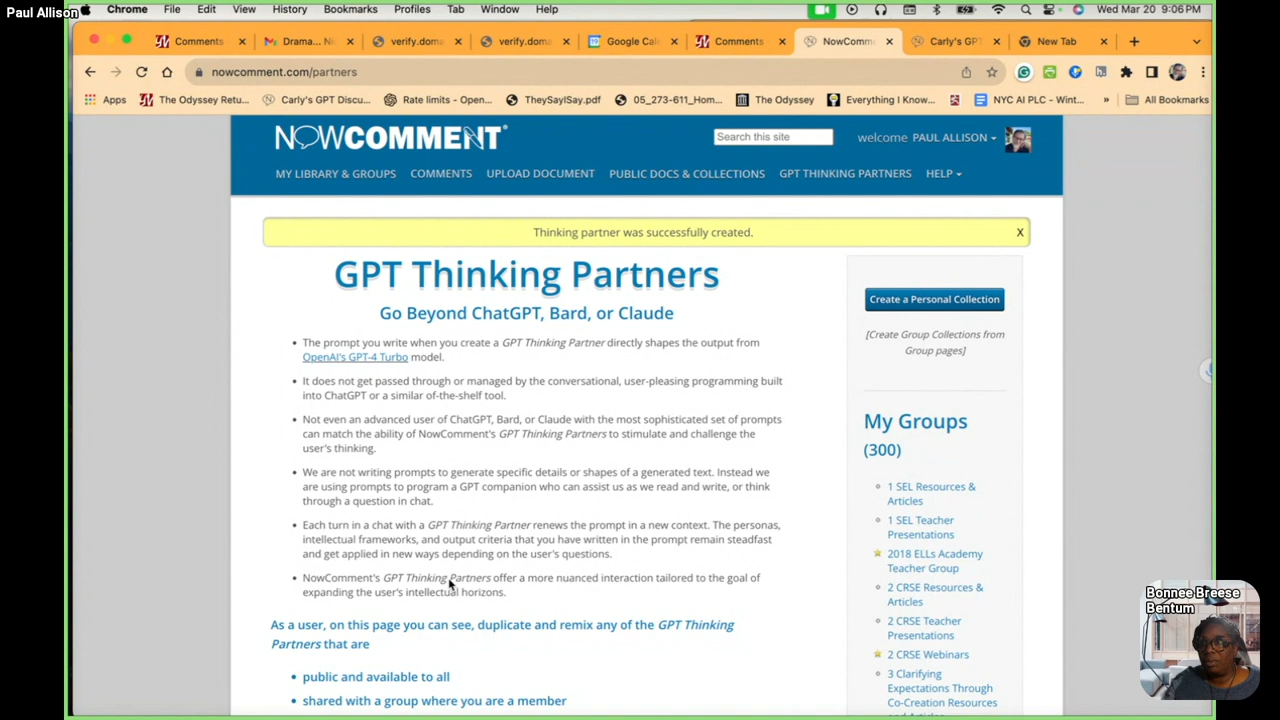 Paul Allison
Chrome File Edit View History Bookmarks Profiles Tab Window Help Wed Mar 20 9:06 PM
Comments Gmail Drama... Ni verify.doma verify.doma Google Cal Comments NowComm Carly's GPT New Tab
nowcomment.com/partners
Apps The Odyssey Retu... Carly's GPT Discu... Rate limits - Open... TheySaylSay.pdf 05_273-611_Hom... The Odyssey Everything I Know... NYC AI PLC - Wint... » All Bookmarks
NOWCOMMENT®
Search this site
welcome PAUL ALLISON
MY LIBRARY & GROUPS COMMENTS UPLOAD DOCUMENT PUBLIC DOCS & COLLECTIONS GPT THINKING PARTNERS HELP
Thinking partner was successfully created. X
GPT Thinking Partners
Go Beyond ChatGPT, Bard, or Claude
• The prompt you write when you create a GPT Thinking Partner directly shapes the output from
OpenAI's GPT-4 Turbo model.
• It does not get passed through or managed by the conversational, user-pleasing programming built
into ChatGPT or a similar of-the-shelf tool.
• Not even an advanced user of ChatGPT, Bard, or Claude with the most sophisticated set of prompts
can match the ability of NowComment's GPT Thinking Partners to stimulate and challenge the
user's thinking.
• We are not writing prompts to generate specific details or shapes of a generated text. Instead we
are using prompts to program a GPT companion who can assist us as we read and write, or think
through a question in chat.
• Each turn in a chat with a GPT Thinking Partner renews the prompt in a new context. The personas,
intellectual frameworks, and output criteria that you have written in the prompt remain steadfast
and get applied in new ways depending on the user's questions.
• NowComment's GPT Thinking Partners offer a more nuanced interaction tailored to the goal of
expanding the user's intellectual horizons.
As a user, on this page you can see, duplicate and remix any of the GPT Thinking
Partners that are
• public and available to all
• shared with a group where you are a member
Create a Personal Collection
[Create Group Collections from
Group pages]
My Groups
(300)
1 SEL Resources &
Articles
1 SEL Teacher
Presentations
2018 ELLs Academy
Teacher Group
2 CRSE Resources &
Articles
2 CRSE Teacher
Presentations
2 CRSE Webinars
3 Clarifying
Expectations Through
Co-Creation Resources
Bonnee Breese
Bentum